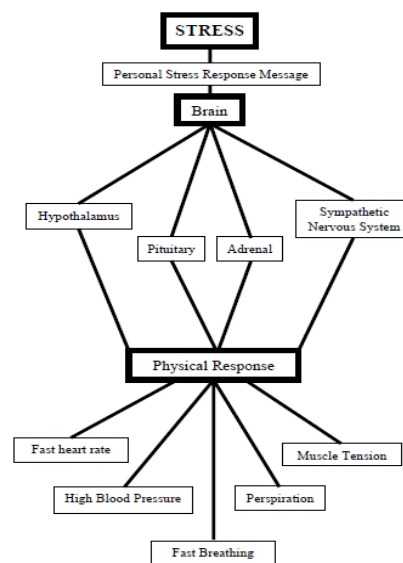 STRESS
Personal Stress Response Message
Brain
Hypothalamus
Pituitary
Adrenal
Sympathetic
Nervous System
Physical Response
Fast heart rate
High Blood Pressure
Fast Breathing
Perspiration
Muscle Tension